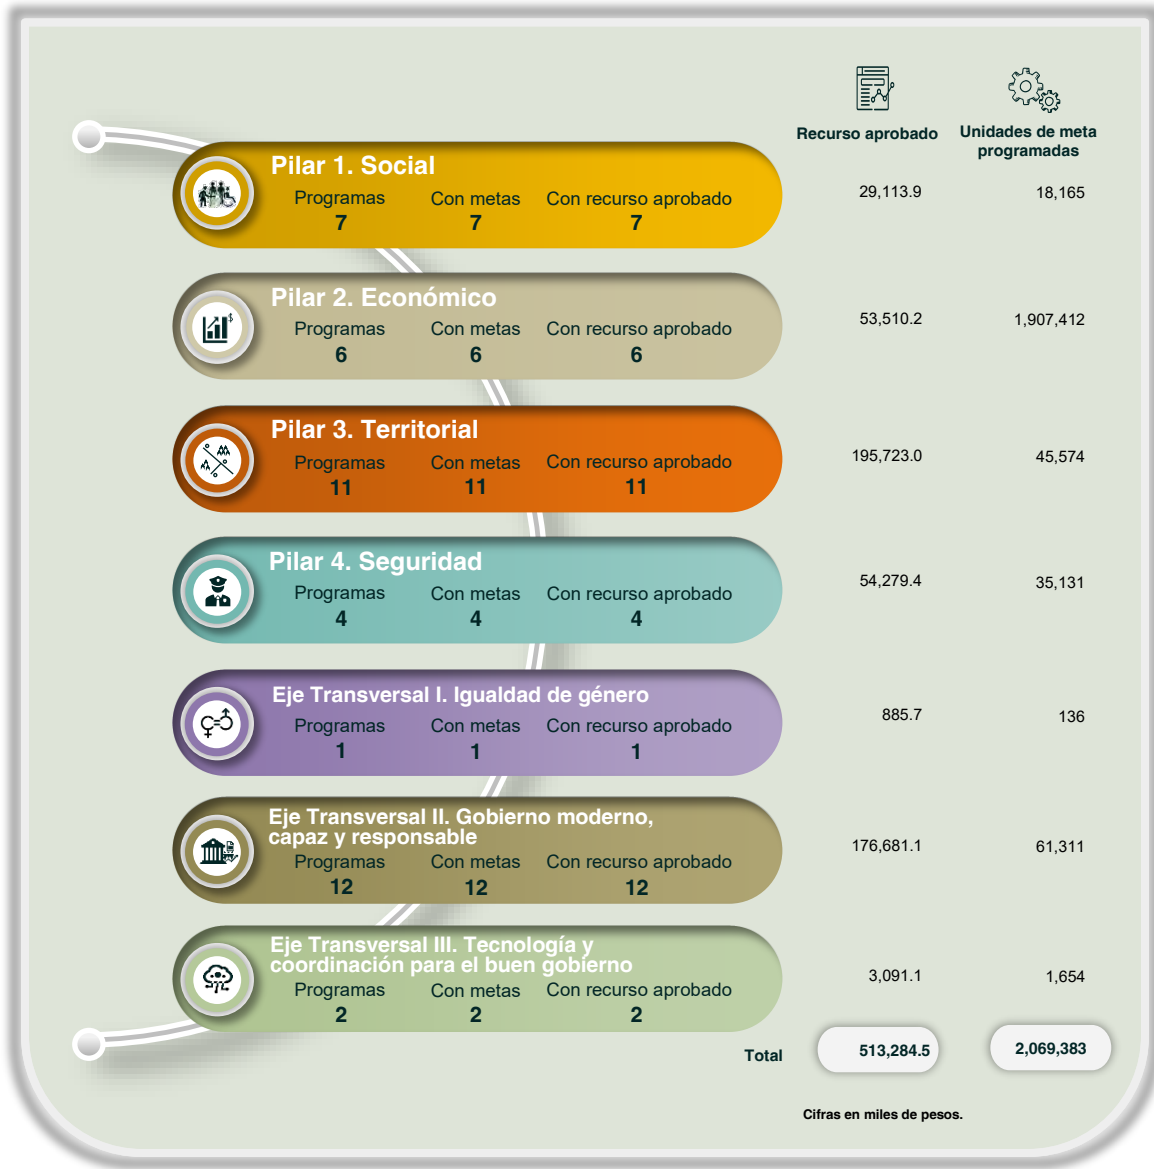 Recurso aprobado
Unidades de meta
programadas
Pilar 1. Social
Programas Con metas Con recurso aprobado
7 7 7
29,113.9 18,165
Pilar 2. Económico
Programas Con metas Con recurso aprobado
6 6 6
53,510.2 1,907,412
Pilar 3. Territorial
Programas Con metas Con recurso aprobado
11 11 11
195,723.0 45,574
Pilar 4. Seguridad
Programas Con metas Con recurso aprobado
4 4 4
54,279.4 35,131
Eje Transversal I. Igualdad de género
Programas Con metas Con recurso aprobado
1 1 1
885.7 136
Eje Transversal II. Gobierno moderno,
capaz y responsable
Programas Con metas Con recurso aprobado
12 12 12
176,681.1 61,311
Eje Transversal III. Tecnología y
coordinación para el buen gobierno
Programas Con metas Con recurso aprobado
2 2 2
3,091.1 1,654
Total 513,284.5 2,069,383
Cifras en miles de pesos.